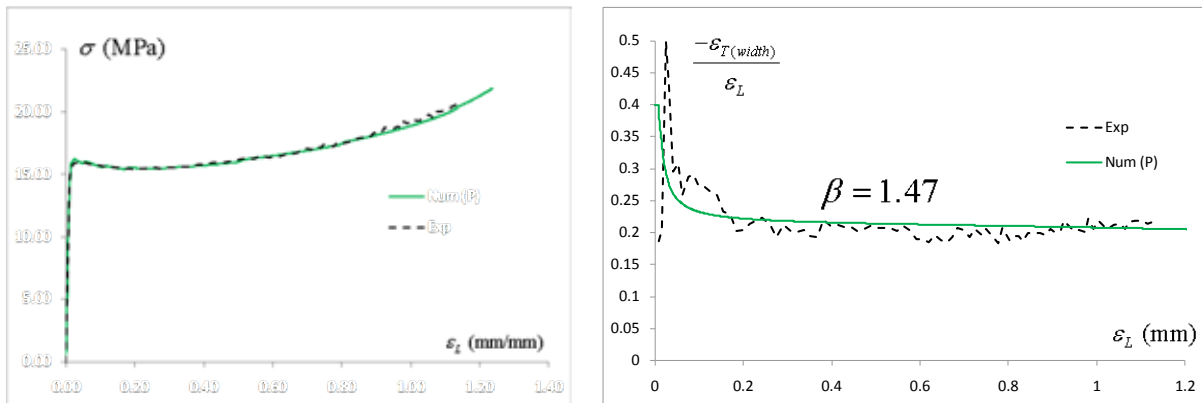 σ (MPa)
25.00
20.00
15.00
10.00
5.00
0.00
Num (P)
Exp
ε_L (mm/mm)
0.00 0.20 0.40 0.60 0.80 1.00 1.20 1.40
-ε_T(width)
ε_L
0.5
0.45
0.4
0.35
0.3
0.25
0.2
0.15
0.1
0.05
0
Exp
Num (P)
β = 1.47
ε_L (mm)
0 0.2 0.4 0.6 0.8 1 1.2